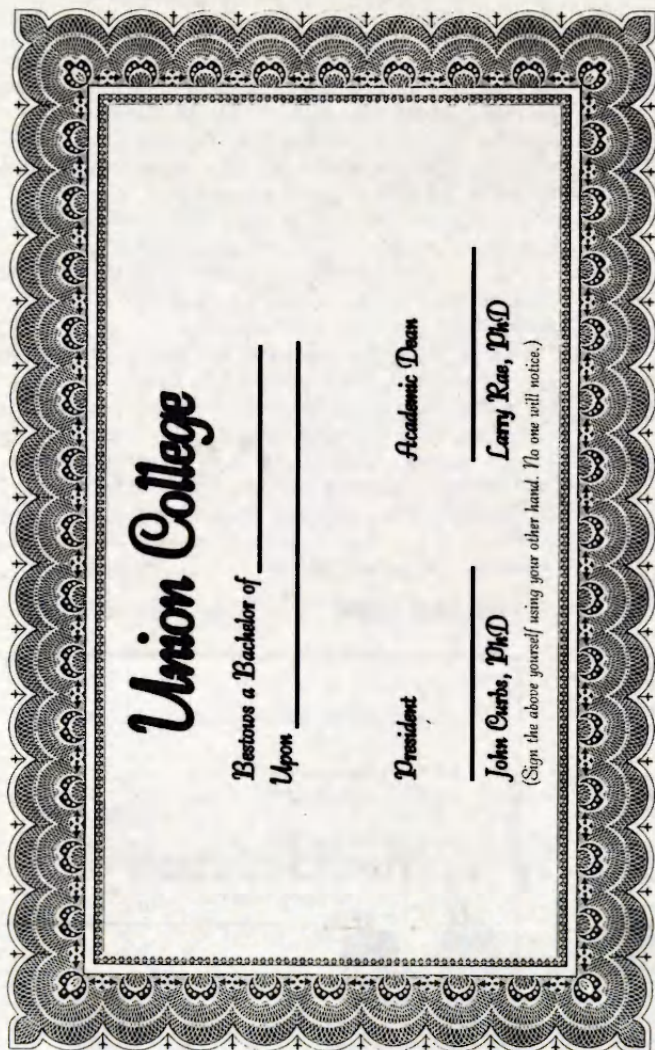 Union College
Bestows a Bachelor of
Upon
President Academic Dean
John Curbs, PhD Larry Rae, PhD
(Sign the above yourself using your other hand. No one will notice.)